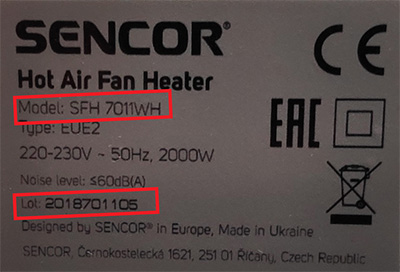 SENCOR®
Hot Air Fan Heater
Model: SFH 7011WH
Type: EUE2
220-230V ~ 50Hz, 2000W
Noise level: ≤60dB(A)
Lot: 2018701105
Designed by SENCOR® in Europe, Made in Ukraine
SENCOR, Černokostelecká 1621, 251 01 Říčany, Czech Republic
CE
EAC